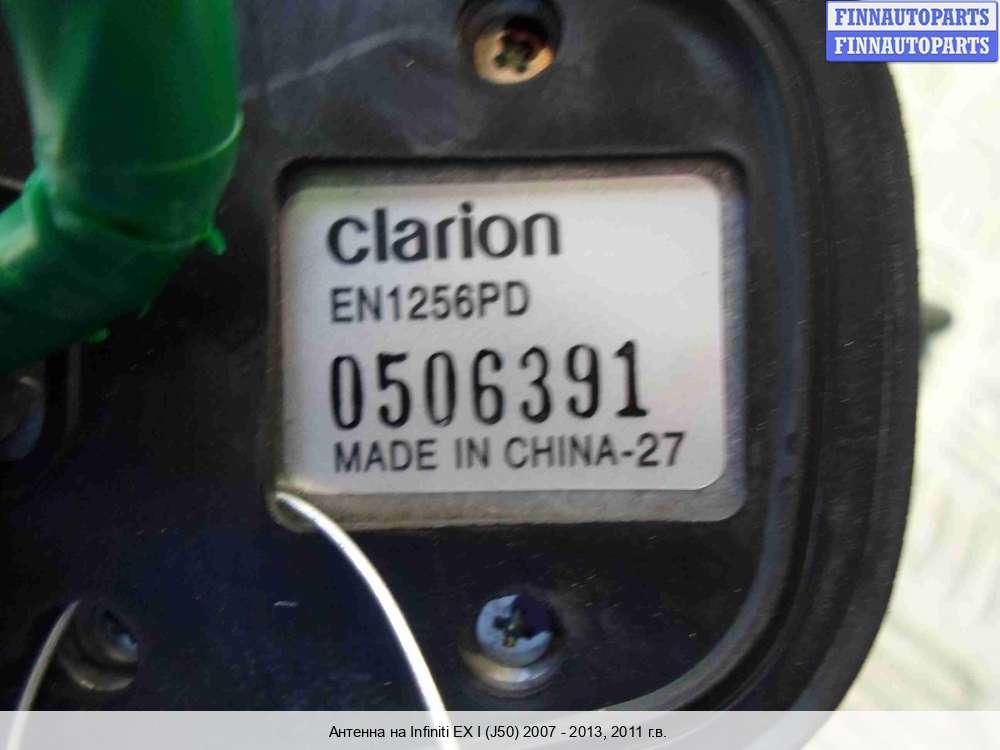 FINNAUTOPARTS
FINNAUTOPARTS
clarion
EN1256PD
0506391
MADE IN CHINA-27
Антенна на Infiniti EX I (J50) 2007 - 2013, 2011 г.в.